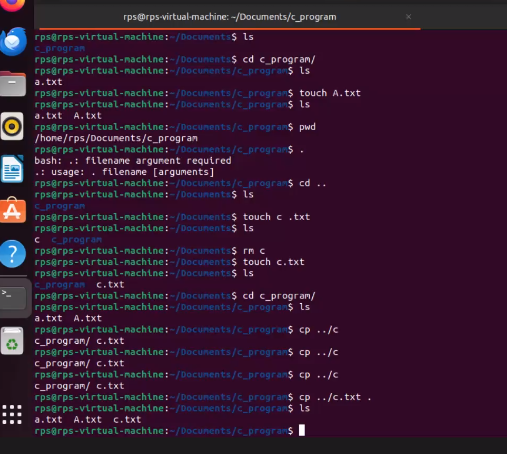 rps@rps-virtual-machine: ~/Documents/c_program
rps@rps-virtual-machine:~/Documents$ ls
c_program
rps@rps-virtual-machine:~/Documents$ cd c_program/
rps@rps-virtual-machine:~/Documents/c_program$ ls
a.txt
rps@rps-virtual-machine:~/Documents/c_program$ touch A.txt
rps@rps-virtual-machine:~/Documents/c_program$ ls
a.txt  A.txt
rps@rps-virtual-machine:~/Documents/c_program$ pwd
/home/rps/Documents/c_program
rps@rps-virtual-machine:~/Documents/c_program$ .
bash: .: filename argument required
.: usage: . filename [arguments]
rps@rps-virtual-machine:~/Documents/c_program$ cd ..
rps@rps-virtual-machine:~/Documents$ ls
c_program
rps@rps-virtual-machine:~/Documents$ touch c .txt
rps@rps-virtual-machine:~/Documents$ ls
c  c_program
rps@rps-virtual-machine:~/Documents$ rm c
rps@rps-virtual-machine:~/Documents$ touch c.txt
rps@rps-virtual-machine:~/Documents$ ls
c_program  c.txt
rps@rps-virtual-machine:~/Documents$ cd c_program/
rps@rps-virtual-machine:~/Documents/c_program$ ls
a.txt  A.txt
rps@rps-virtual-machine:~/Documents/c_program$ cp ../c
c_program/ c.txt
rps@rps-virtual-machine:~/Documents/c_program$ cp ../c
c_program/ c.txt
rps@rps-virtual-machine:~/Documents/c_program$ cp ../c
c_program/ c.txt
rps@rps-virtual-machine:~/Documents/c_program$ cp ../c.txt .
rps@rps-virtual-machine:~/Documents/c_program$ ls
a.txt  A.txt  c.txt
rps@rps-virtual-machine:~/Documents/c_program$